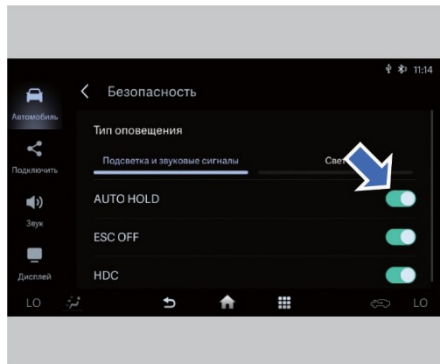 11:14
Безопасность
Автомобиль
Тип оповещения
Подсветка и звуковые сигналы
Свет
Подключить
AUTO HOLD
Звук
ESC OFF
Дисплей
HDC
LO
LO